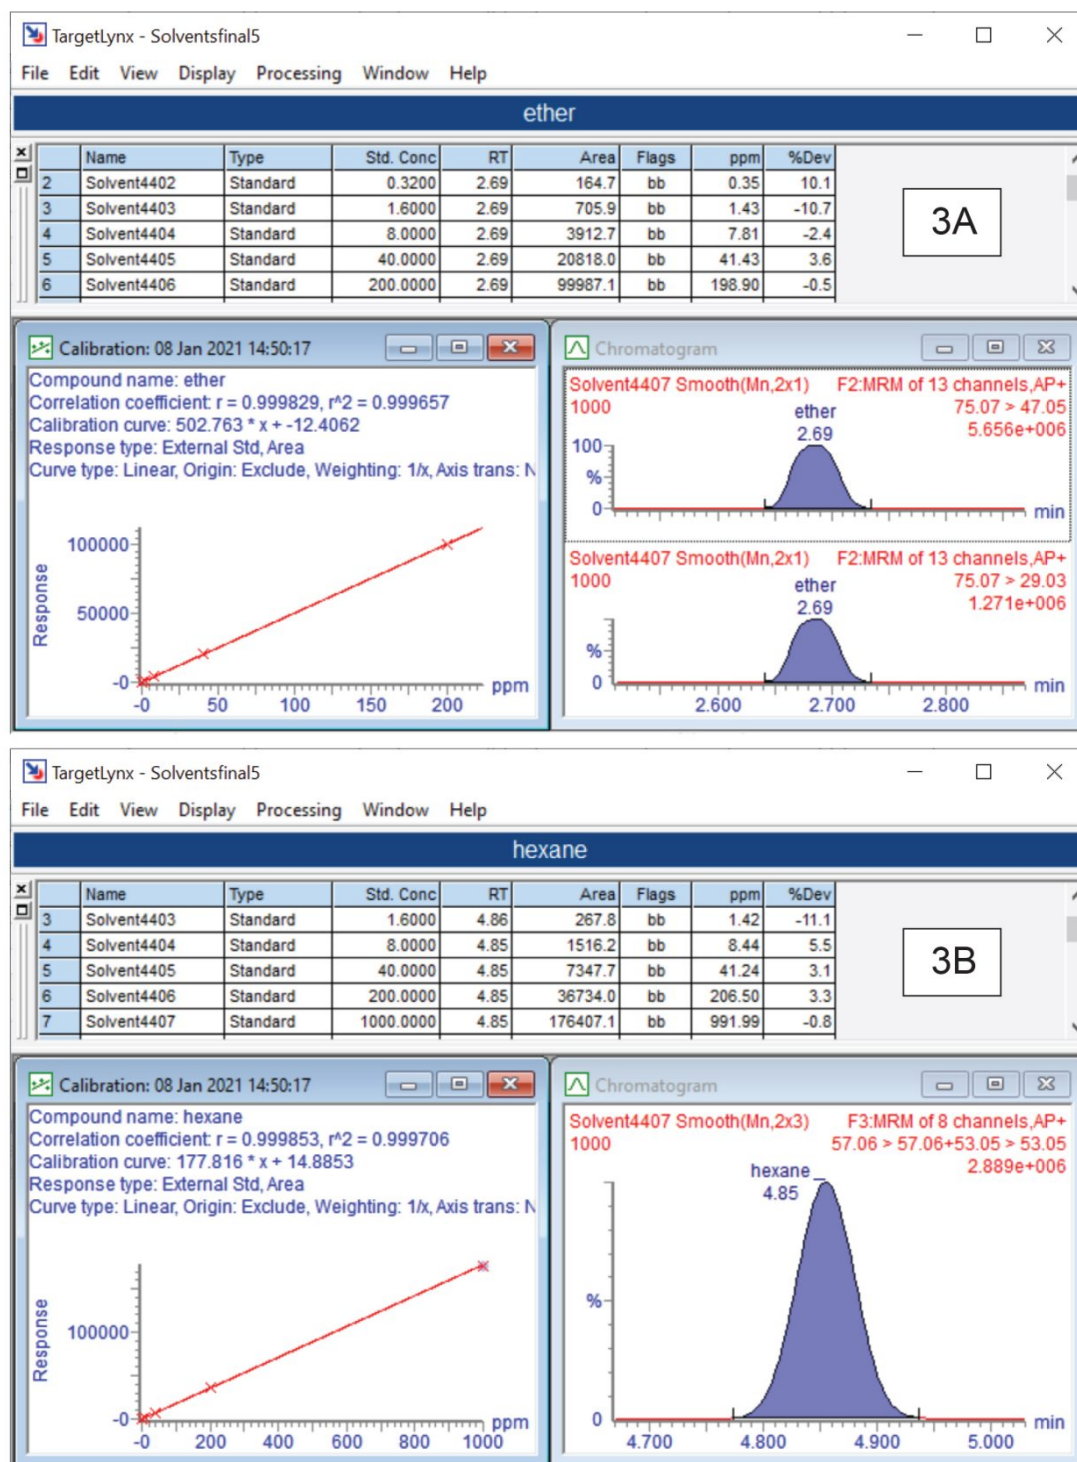 TargetLynx - Solventsfinal5
File Edit View Display Processing Window Help
ether
Name Type Std. Conc RT Area Flags ppm %Dev
2 Solvent4402 Standard 0.3200 2.69 164.7 bb 0.35 10.1
3 Solvent4403 Standard 1.6000 2.69 705.9 bb 1.43 -10.7
4 Solvent4404 Standard 8.0000 2.69 3912.7 bb 7.81 -2.4
5 Solvent4405 Standard 40.0000 2.69 20818.0 bb 41.43 3.6
6 Solvent4406 Standard 200.0000 2.69 99987.1 bb 198.90 -0.5
3A
Calibration: 08 Jan 2021 14:50:17
Compound name: ether
Correlation coefficient: r = 0.999829, r^2 = 0.999657
Calibration curve: 502.763 * x + -12.4062
Response type: External Std, Area
Curve type: Linear, Origin: Exclude, Weighting: 1/x, Axis trans: N
Response
100000
50000
-0
-0 50 100 150 200 ppm
Chromatogram
Solvent4407 Smooth(Mn,2x1) F2:MRM of 13 channels,AP+
1000 75.07 > 47.05
5.656e+006
ether
2.69
100
%
0
min
Solvent4407 Smooth(Mn,2x1) F2:MRM of 13 channels,AP+
1000 75.07 > 29.03
1.271e+006
ether
2.69
%
0
min
2.600 2.700 2.800
TargetLynx - Solventsfinal5
File Edit View Display Processing Window Help
hexane
Name Type Std. Conc RT Area Flags ppm %Dev
3 Solvent4403 Standard 1.6000 4.86 267.8 bb 1.42 -11.1
4 Solvent4404 Standard 8.0000 4.85 1516.2 bb 8.44 5.5
5 Solvent4405 Standard 40.0000 4.85 7347.7 bb 41.24 3.1
6 Solvent4406 Standard 200.0000 4.85 36734.0 bb 206.50 3.3
7 Solvent4407 Standard 1000.0000 4.85 176407.1 bb 991.99 -0.8
3B
Calibration: 08 Jan 2021 14:50:17
Compound name: hexane
Correlation coefficient: r = 0.999853, r^2 = 0.999706
Calibration curve: 177.816 * x + 14.8853
Response type: External Std, Area
Curve type: Linear, Origin: Exclude, Weighting: 1/x, Axis trans: N
Response
100000
-0
ppm
-0 200 400 600 800 1000
Chromatogram
Solvent4407 Smooth(Mn,2x3) F3:MRM of 8 channels,AP+
1000 57.06 > 57.06+53.05 > 53.05
2.889e+006
hexane
4.85
%
0
min
4.700 4.800 4.900 5.000